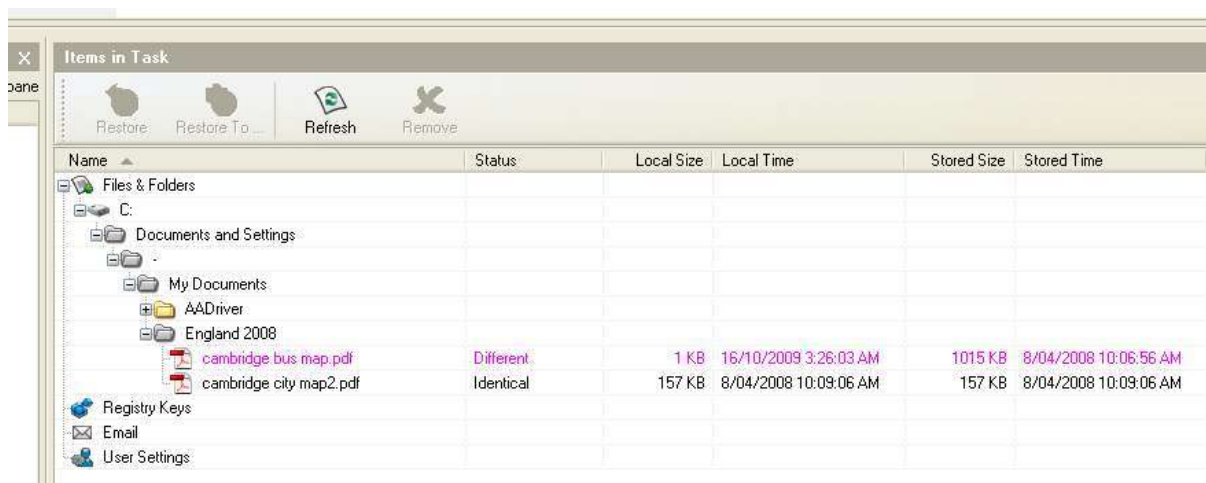 Items in Task
pane
Restore Restore To ... Refresh Remove
Name Status Local Size Local Time Stored Size Stored Time
Files & Folders
C:
Documents and Settings
-
My Documents
AADriver
England 2008
cambridge bus map.pdf Different 1 KB 16/10/2009 3:26:03 AM 1015 KB 8/04/2008 10:06:56 AM
cambridge city map2.pdf Identical 157 KB 8/04/2008 10:09:06 AM 157 KB 8/04/2008 10:09:06 AM
Registry Keys
Email
User Settings